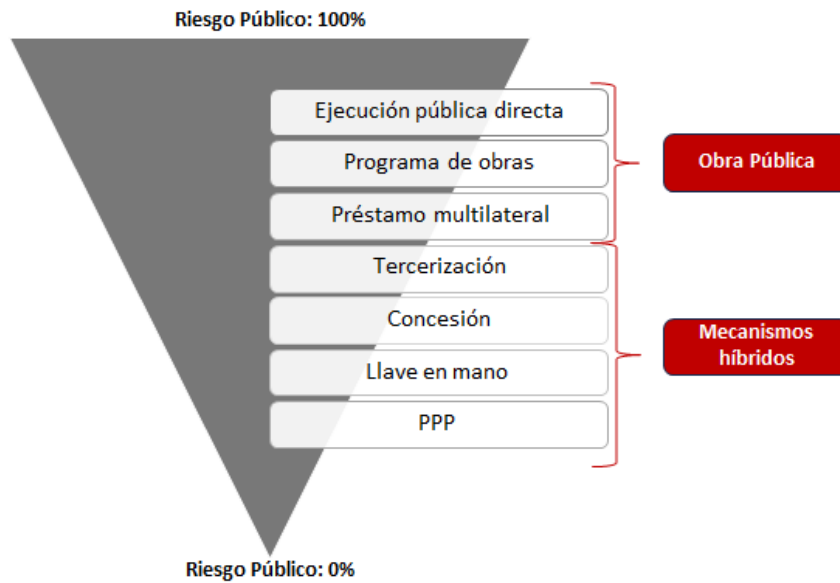 Riesgo Público: 100%
Ejecución pública directa
Programa de obras
Préstamo multilateral
Obra Pública
Tercerización
Concesión
Llave en mano
PPP
Mecanismos
híbridos
Riesgo Público: 0%